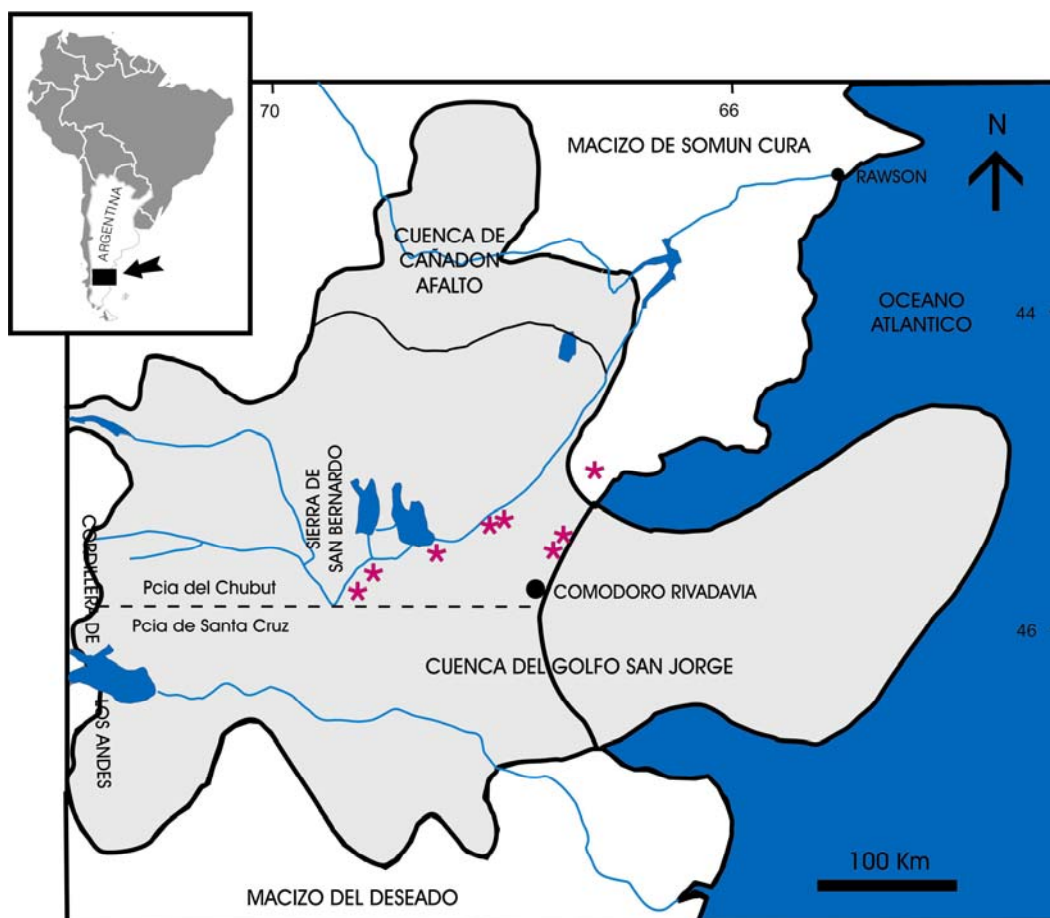 ARGENTINA
70
66
N
MACIZO DE SOMUN CURA
RAWSON
CUENCA DE
CAÑADON
AFALTO
OCEANO
ATLANTICO
44
SIERRA DE
SAN BERNARDO
CORDILLERA DE
LOS ANDES
Pcia del Chubut
COMODORO RIVADAVIA
Pcia de Santa Cruz
46
CUENCA DEL GOLFO SAN JORGE
100 Km
MACIZO DEL DESEADO